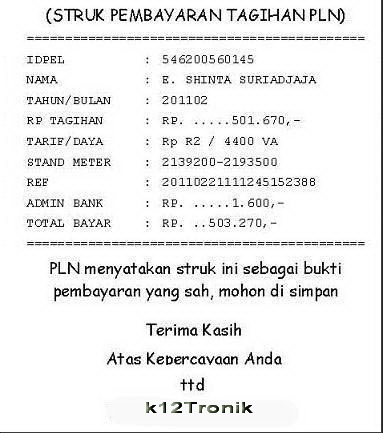 (STRUK PEMBAYARAN TAGIHAN PLN)
================================================
IDPEL : 546200560145
NAMA : E. SHINTA SURIADJAJA
TAHUN/BULAN : 201102
RP TAGIHAN : RP. .....501.670,-
TARIF/DAYA : Rp R2 / 4400 VA
STAND METER : 2139200-2193500
REF : 20110221111245152388
ADMIN BANK : RP. .....1.600,-
TOTAL BAYAR : RP. ..503.270,-
================================================
PLN menyatakan struk ini sebagai bukti
pembayaran yang sah, mohon di simpan
Terima Kasih
Atas Kepercayaan Anda
ttd
k12Tronik